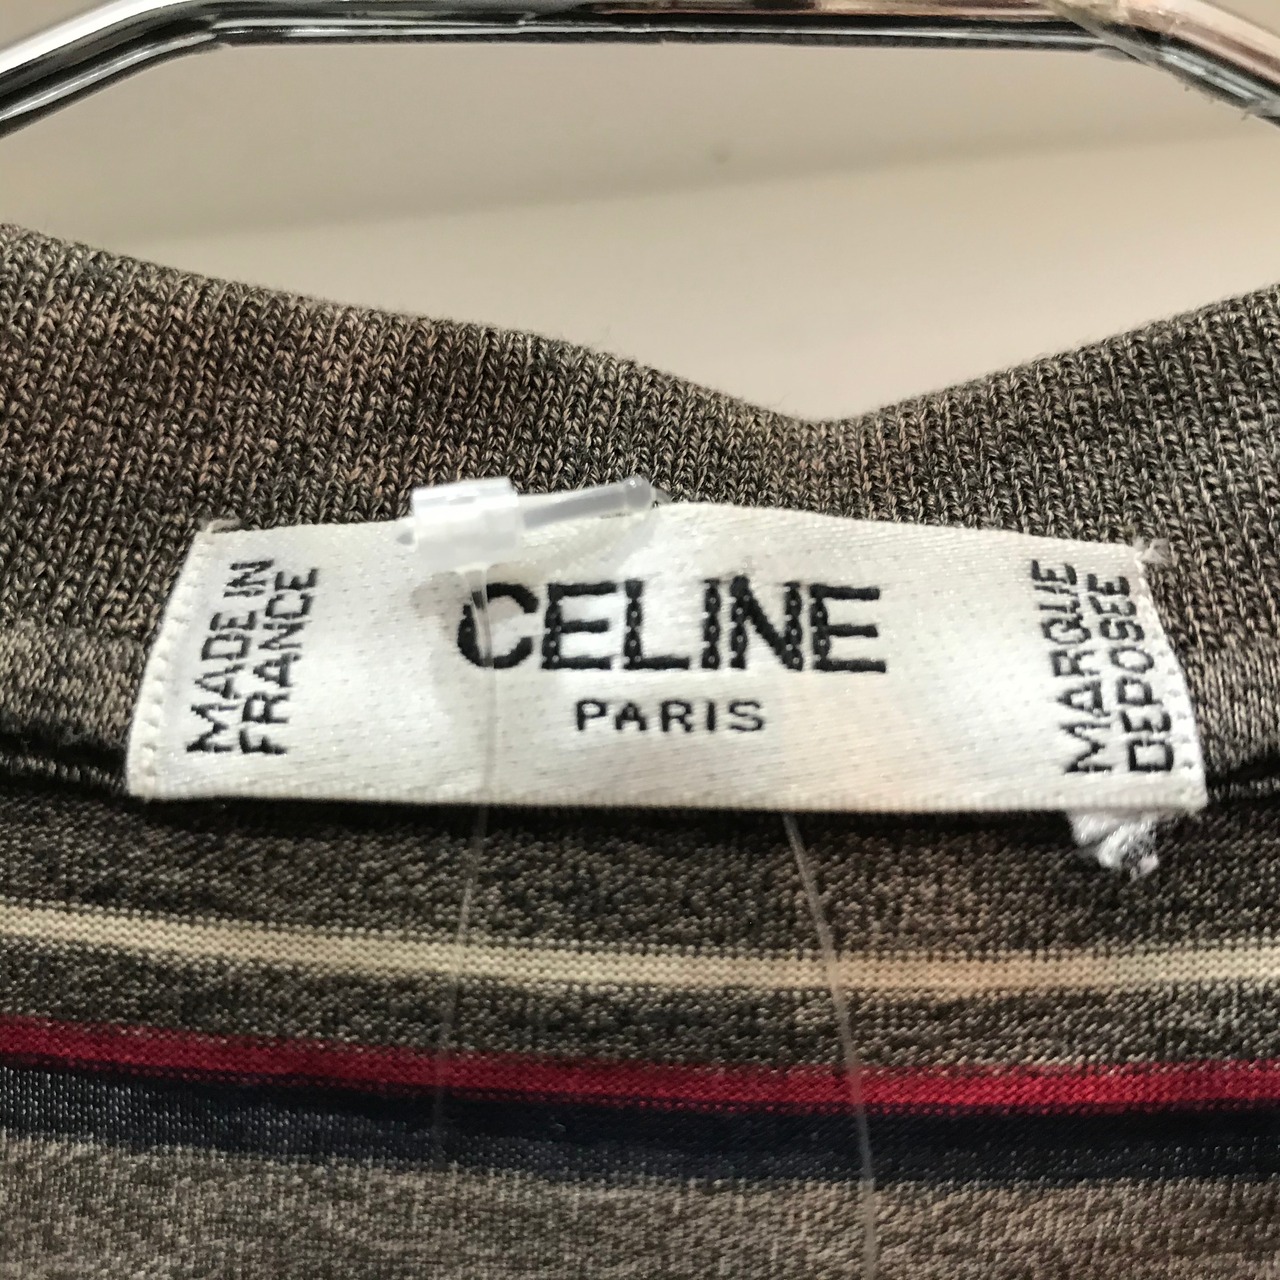 MADE IN
FRANCE
CELINE
PARIS
MARQUE
DEPOSEE